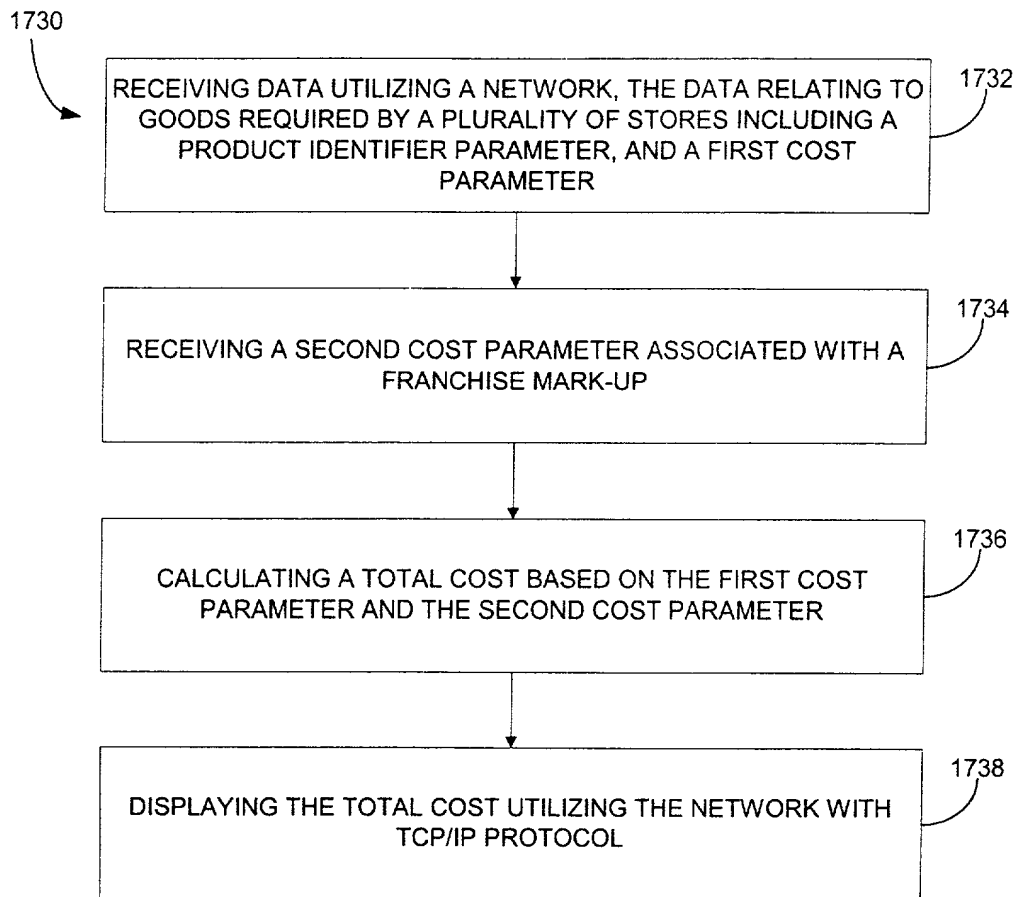 1730
RECEIVING DATA UTILIZING A NETWORK, THE DATA RELATING TO
GOODS REQUIRED BY A PLURALITY OF STORES INCLUDING A
PRODUCT IDENTIFIER PARAMETER, AND A FIRST COST
PARAMETER
1732
RECEIVING A SECOND COST PARAMETER ASSOCIATED WITH A
FRANCHISE MARK-UP
1734
CALCULATING A TOTAL COST BASED ON THE FIRST COST
PARAMETER AND THE SECOND COST PARAMETER
1736
DISPLAYING THE TOTAL COST UTILIZING THE NETWORK WITH
TCP/IP PROTOCOL
1738